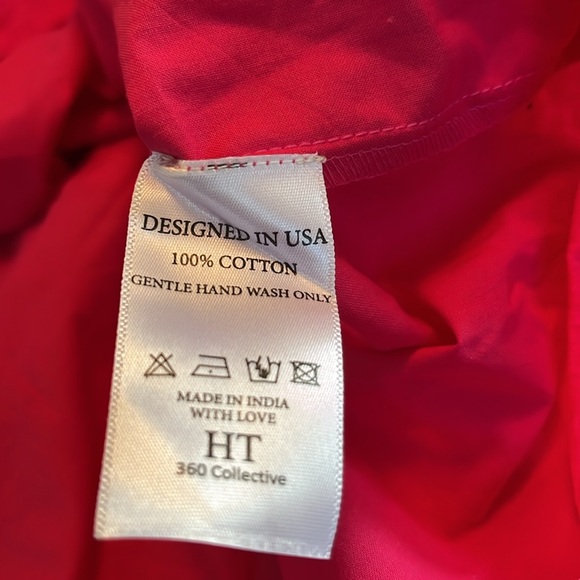 DESIGNED IN USA
100% COTTON
GENTLE HAND WASH ONLY
MADE IN INDIA
WITH LOVE
HT
360 Collective